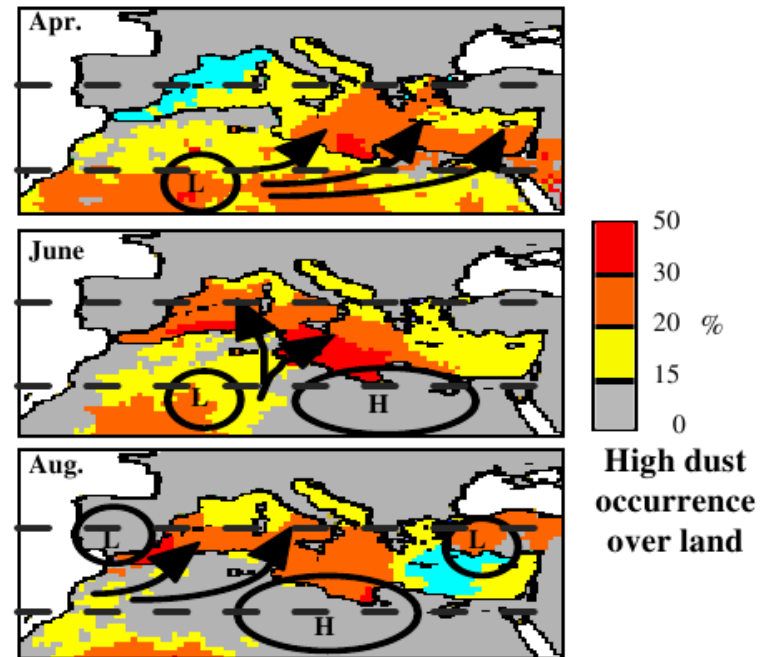 Apr.
L
June
L
H
Aug.
L
L
H
50
30
20 %
15
0
High dust
occurrence
over land